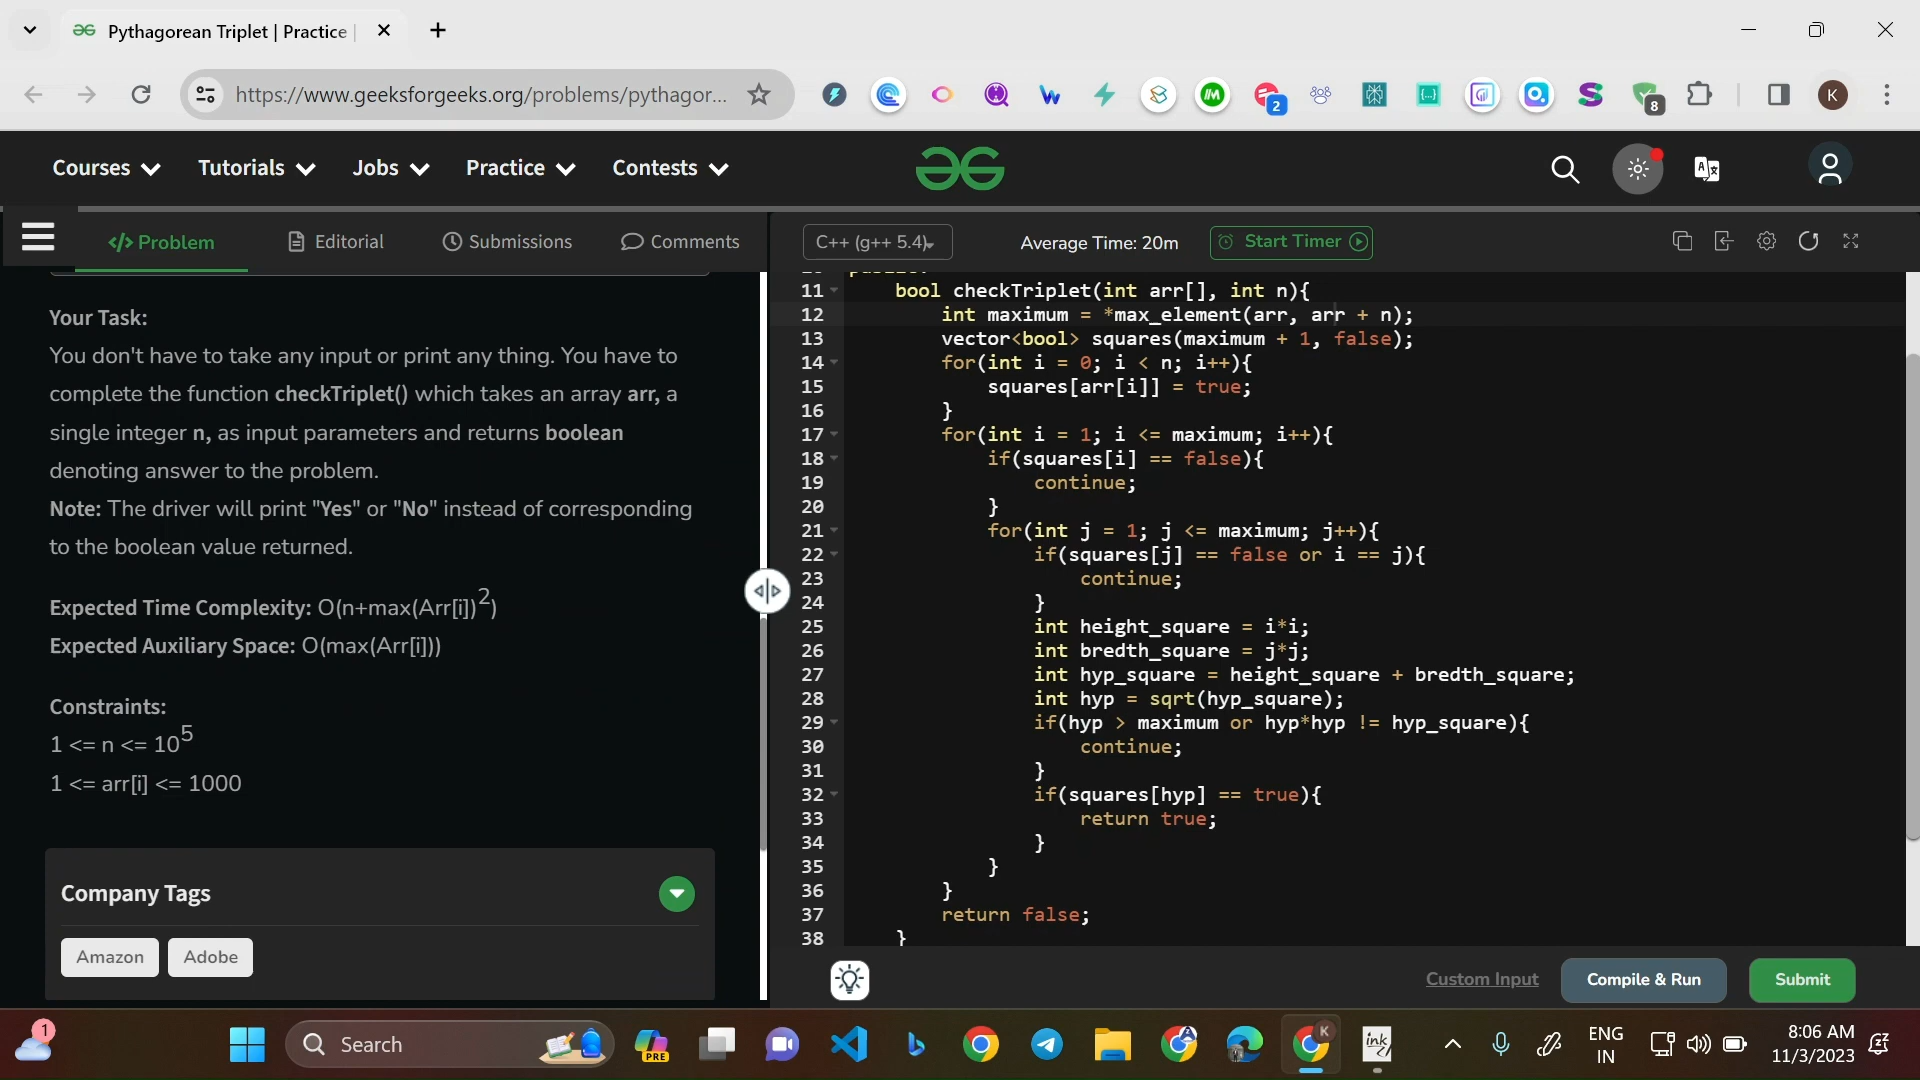 Pythagorean Triplet | Practice |
https://www.geeksforgeeks.org/problems/pythagor...
2
8
K
Courses
Tutorials
Jobs
Practice
Contests
</> Problem
Editorial
Submissions
Comments
C++ (g++ 5.4)
Average Time: 20m
Start Timer
Your Task:
You don't have to take any input or print any thing. You have to
complete the function checkTriplet() which takes an array arr, a
single integer n, as input parameters and returns boolean
denoting answer to the problem.
Note: The driver will print "Yes" or "No" instead of corresponding
to the boolean value returned.
Expected Time Complexity: O(n+max(Arr[i])²)
Expected Auxiliary Space: O(max(Arr[i]))
Constraints:
1 <= n <= 10⁵
1 <= arr[i] <= 1000
Company Tags
Amazon
Adobe
11 bool checkTriplet(int arr[], int n){
12 int maximum = *max_element(arr, arr + n);
13 vector<bool> squares(maximum + 1, false);
14 for(int i = 0; i < n; i++){
15 squares[arr[i]] = true;
16 }
17 for(int i = 1; i <= maximum; i++){
18 if(squares[i] == false){
19 continue;
20 }
21 for(int j = 1; j <= maximum; j++){
22 if(squares[j] == false or i == j){
23 continue;
24 }
25 int height_square = i*i;
26 int bredth_square = j*j;
27 int hyp_square = height_square + bredth_square;
28 int hyp = sqrt(hyp_square);
29 if(hyp > maximum or hyp*hyp != hyp_square){
30 continue;
31 }
32 if(squares[hyp] == true){
33 return true;
34 }
35 }
36 }
37 return false;
38 }
Custom Input
Compile & Run
Submit
1
Search
PRE
K
ink
ENG
IN
8:06 AM
11/3/2023